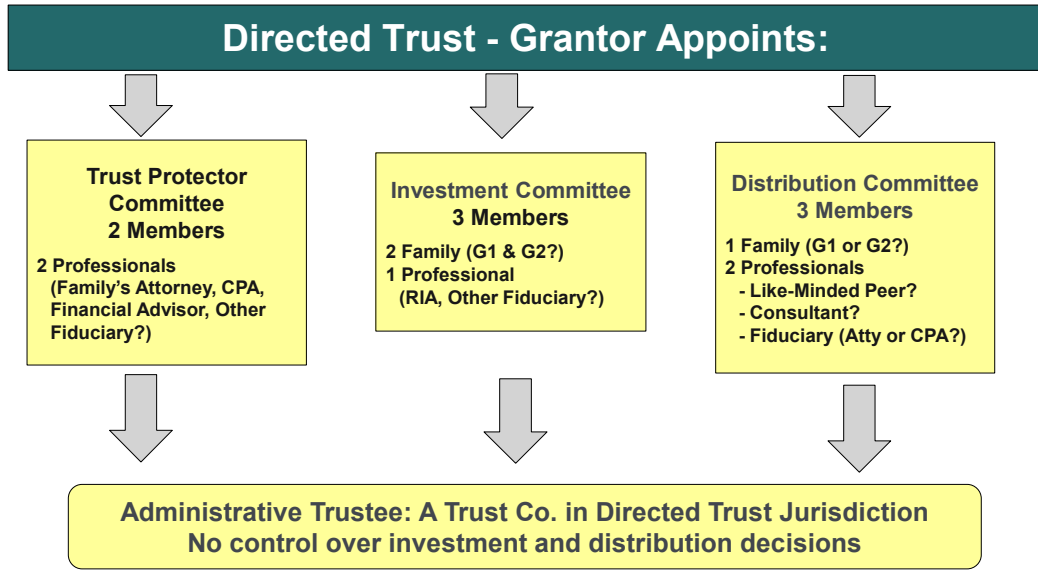 Directed Trust - Grantor Appoints:
Trust Protector
Committee
2 Members
2 Professionals
(Family’s Attorney, CPA,
Financial Advisor, Other
Fiduciary?)
Investment Committee
3 Members
2 Family (G1 & G2?)
1 Professional
(RIA, Other Fiduciary?)
Distribution Committee
3 Members
1 Family (G1 or G2?)
2 Professionals
- Like-Minded Peer?
- Consultant?
- Fiduciary (Atty or CPA?)
Administrative Trustee: A Trust Co. in Directed Trust Jurisdiction
No control over investment and distribution decisions